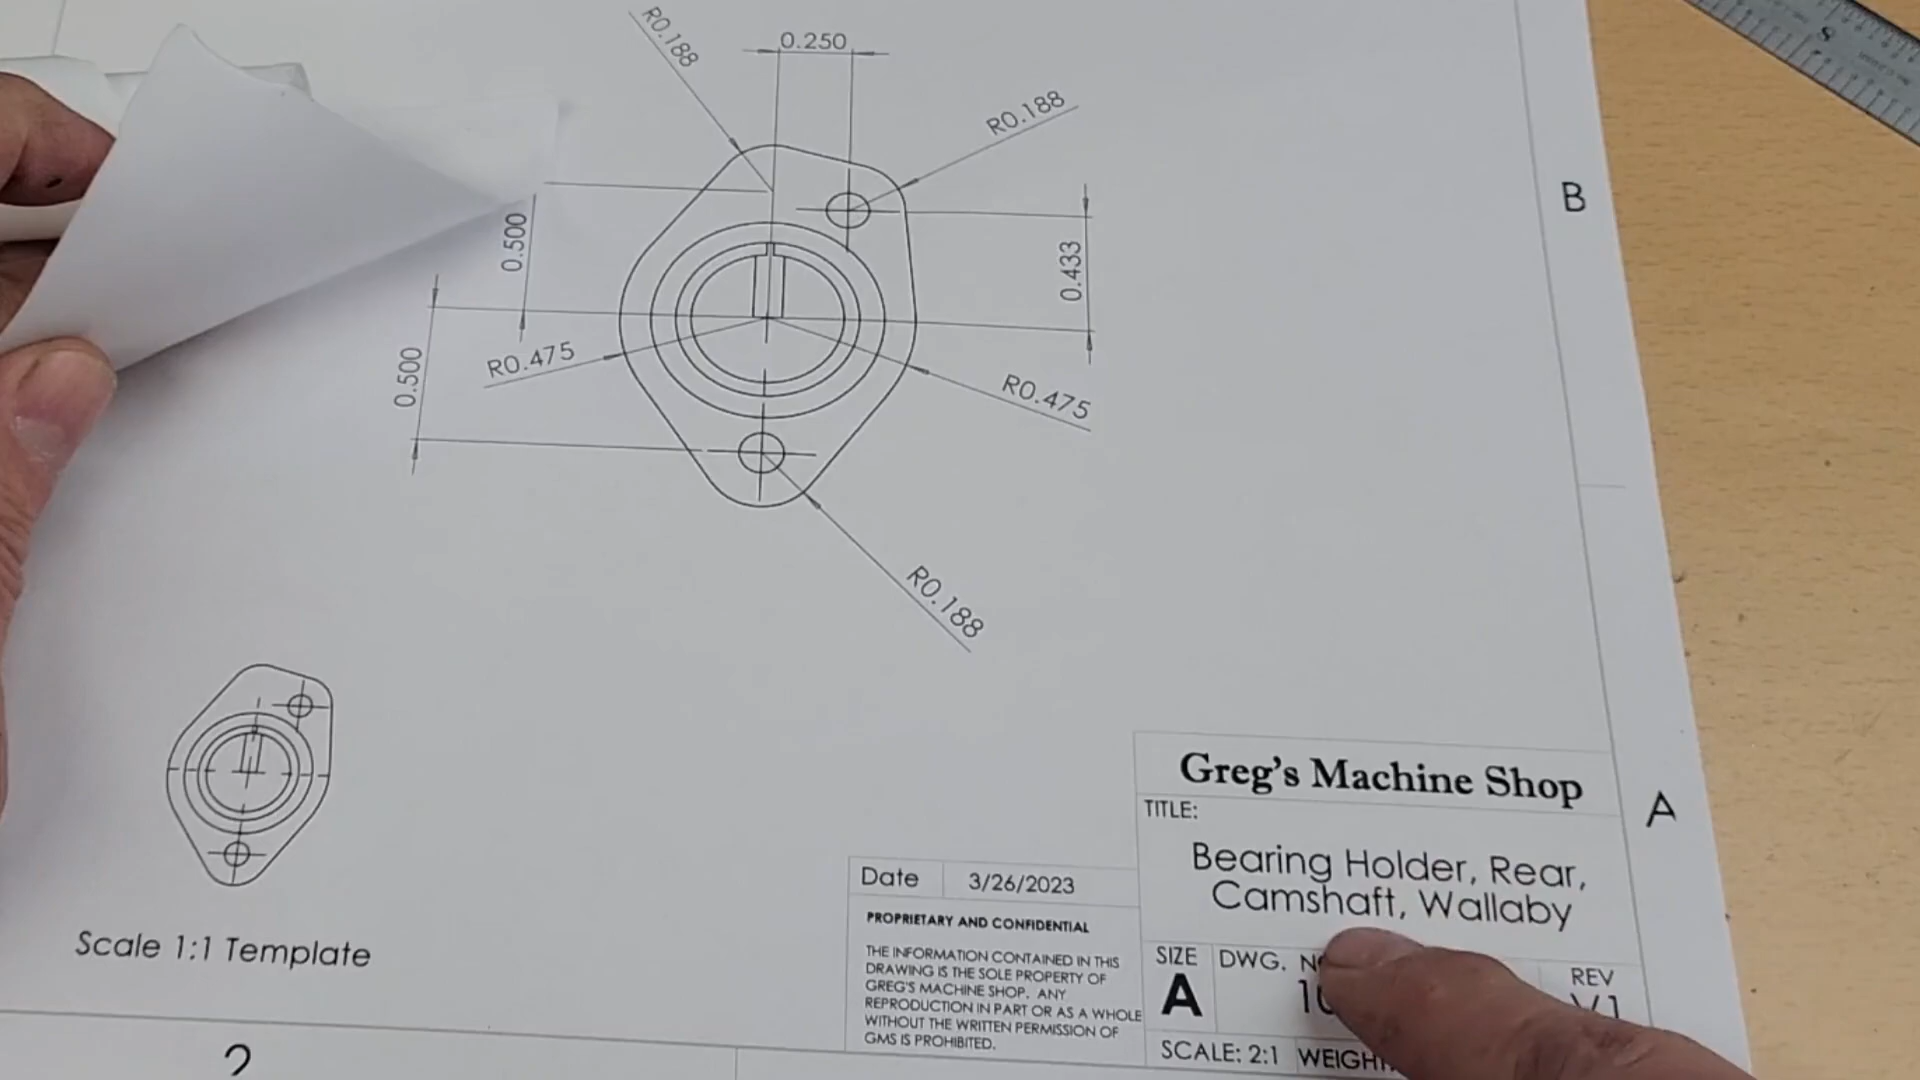 R0.188
0.250
R0.188
B
0.500
0.433
0.500
R0.475
R0.475
R0.188
Scale 1:1 Template
Greg's Machine Shop
TITLE:
Bearing Holder, Rear,
Camshaft, Wallaby
A
Date 3/26/2023
PROPRIETARY AND CONFIDENTIAL
THE INFORMATION CONTAINED IN THIS
DRAWING IS THE SOLE PROPERTY OF
GREG'S MACHINE SHOP. ANY
REPRODUCTION IN PART OR AS A WHOLE
WITHOUT THE WRITTEN PERMISSION OF
GMS IS PROHIBITED.
SIZE DWG. REV
A
SCALE: 2:1
2
8